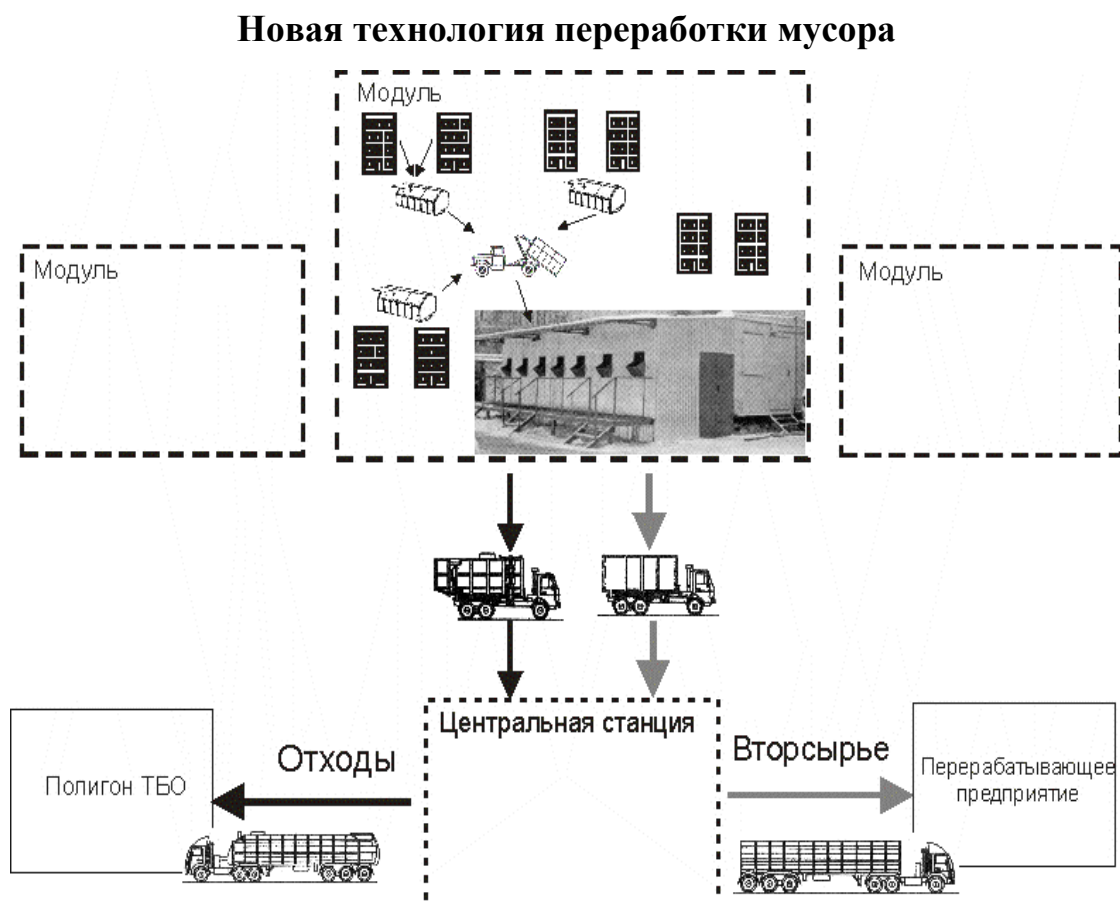 Новая технология переработки мусора
Модуль
Модуль
Модуль
Центральная станция
Отходы
Вторсырье
Полигон ТБО
Перерабатывающее
предприятие